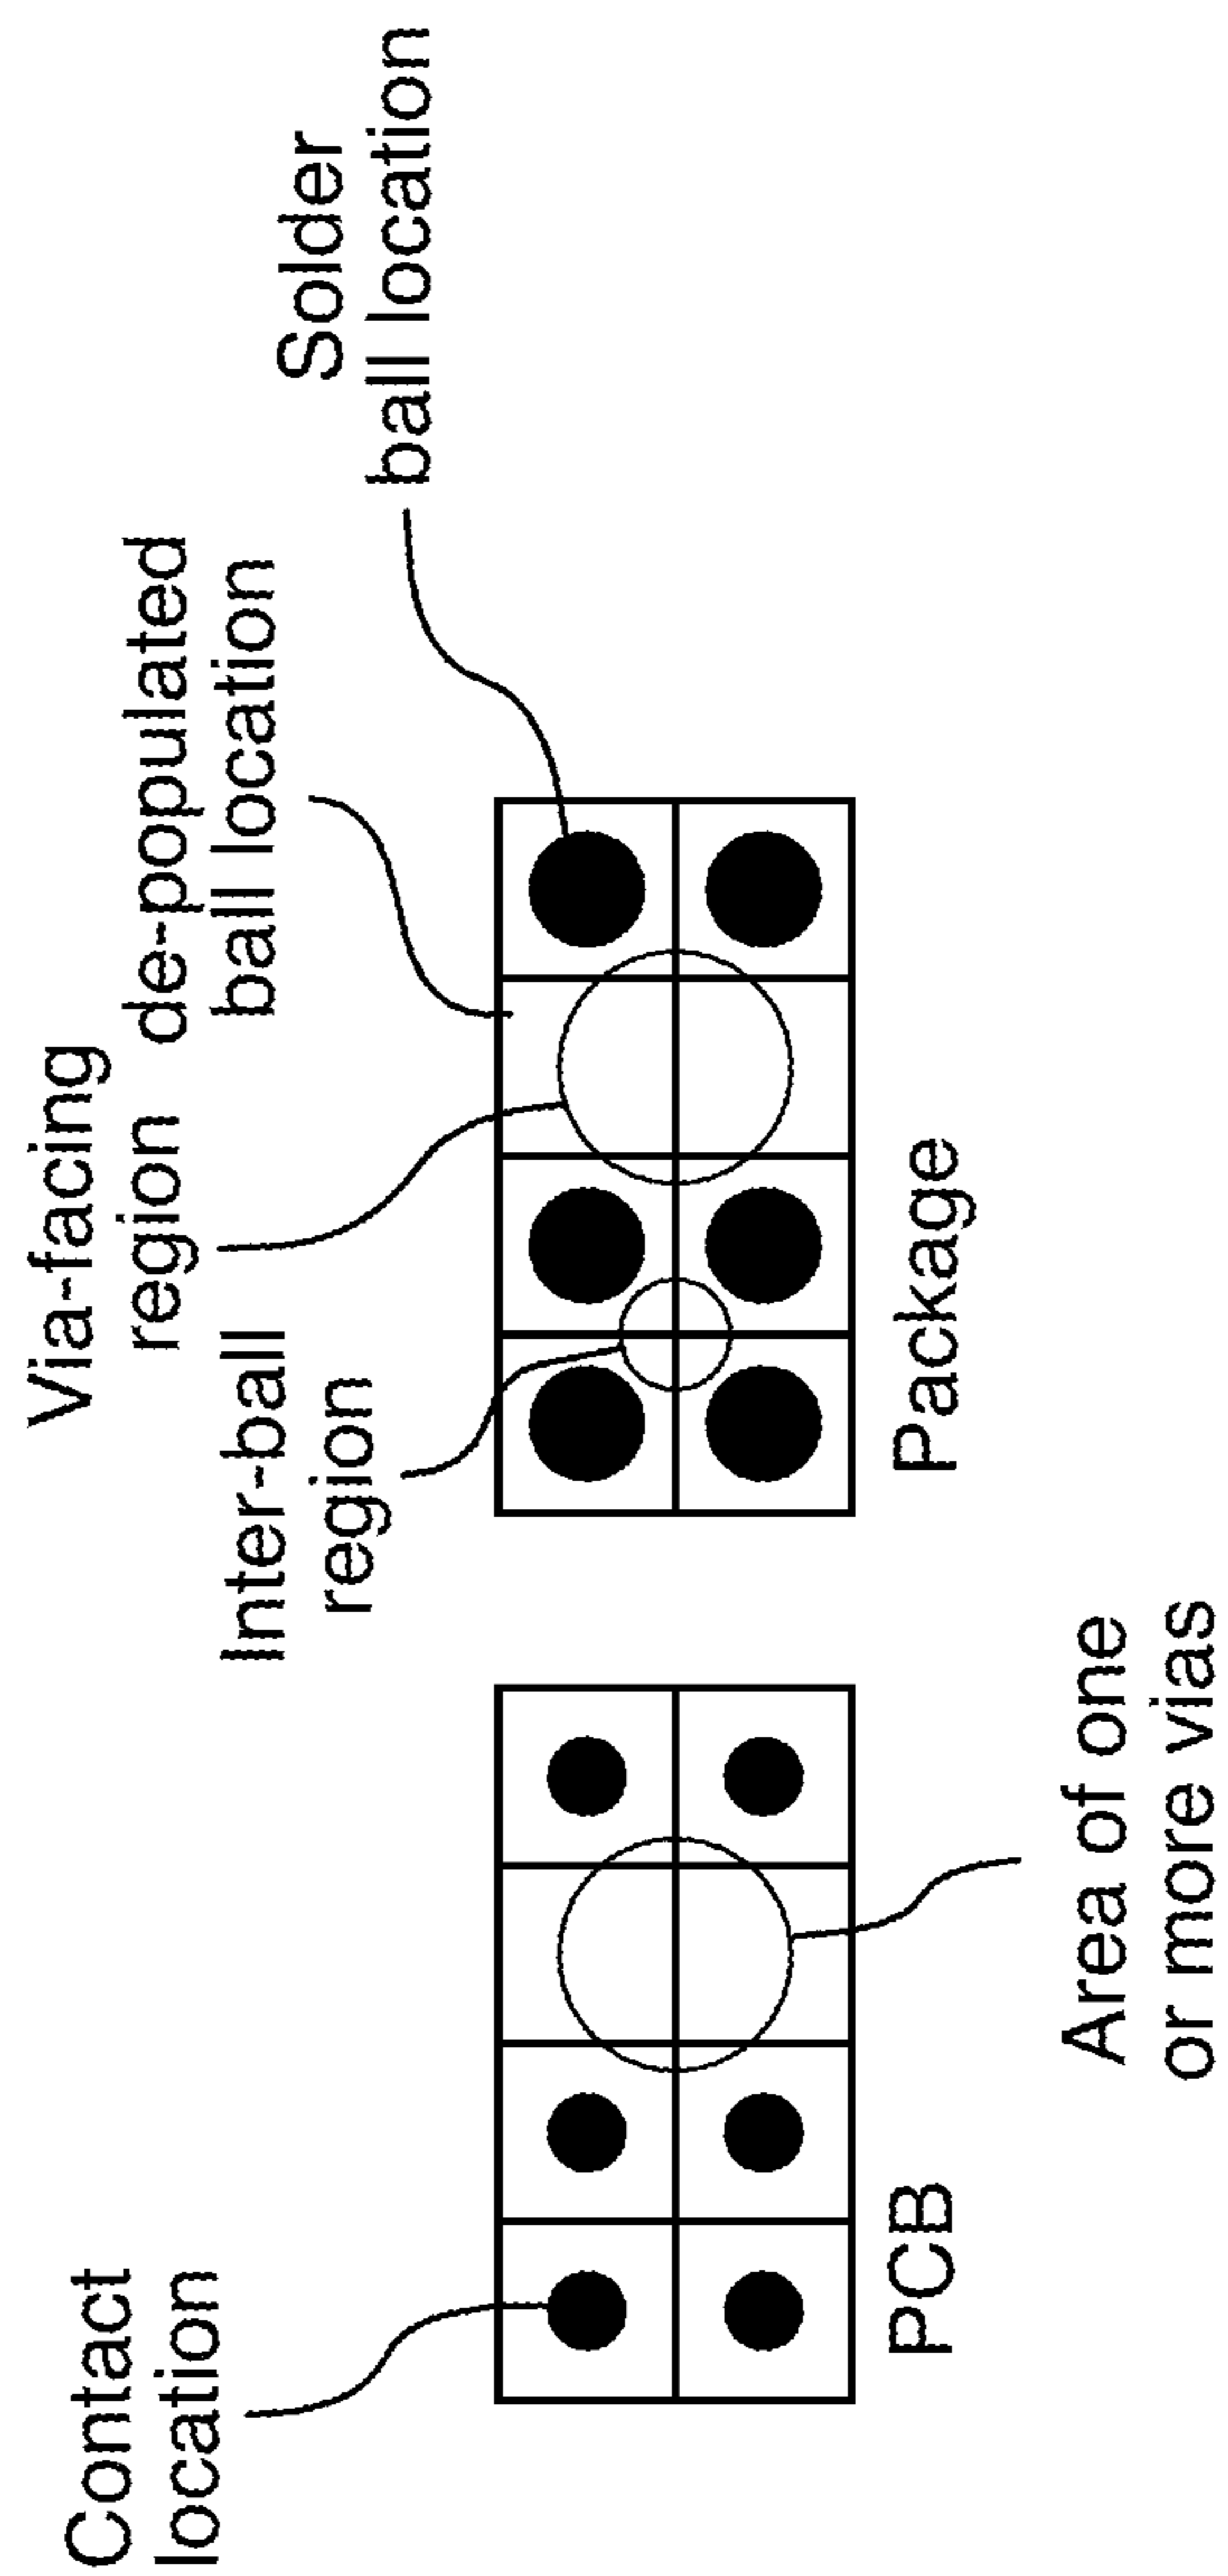 Contact
location
Inter-ball
region
Via-facing
region
de-populated
ball location
Solder
ball location
PCB
Package
Area of one
or more vias